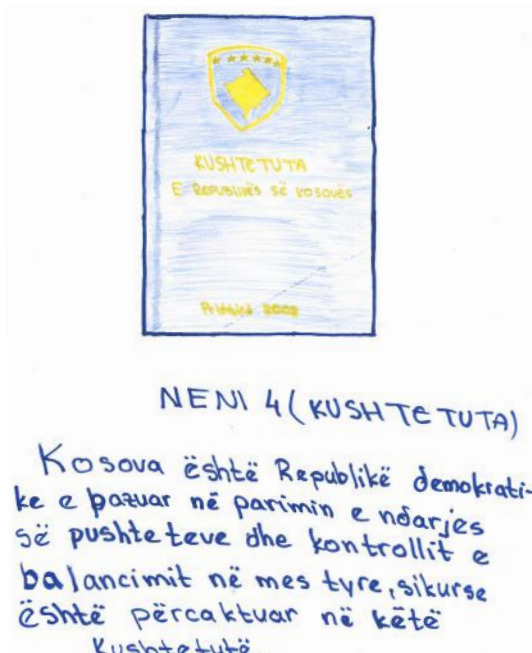 KUSHTETUTA
E REPUBLIKËS SË KOSOVËS
Prishtinë 2008
NENI 4 (KUSHTETUTA)
Kosova është Republikë demokrati-
ke e bazuar në parimin e ndarjes
së pushteteve dhe kontrollit e
balancimit në mes tyre, sikurse
është përcaktuar në këtë
Kushtetutë.